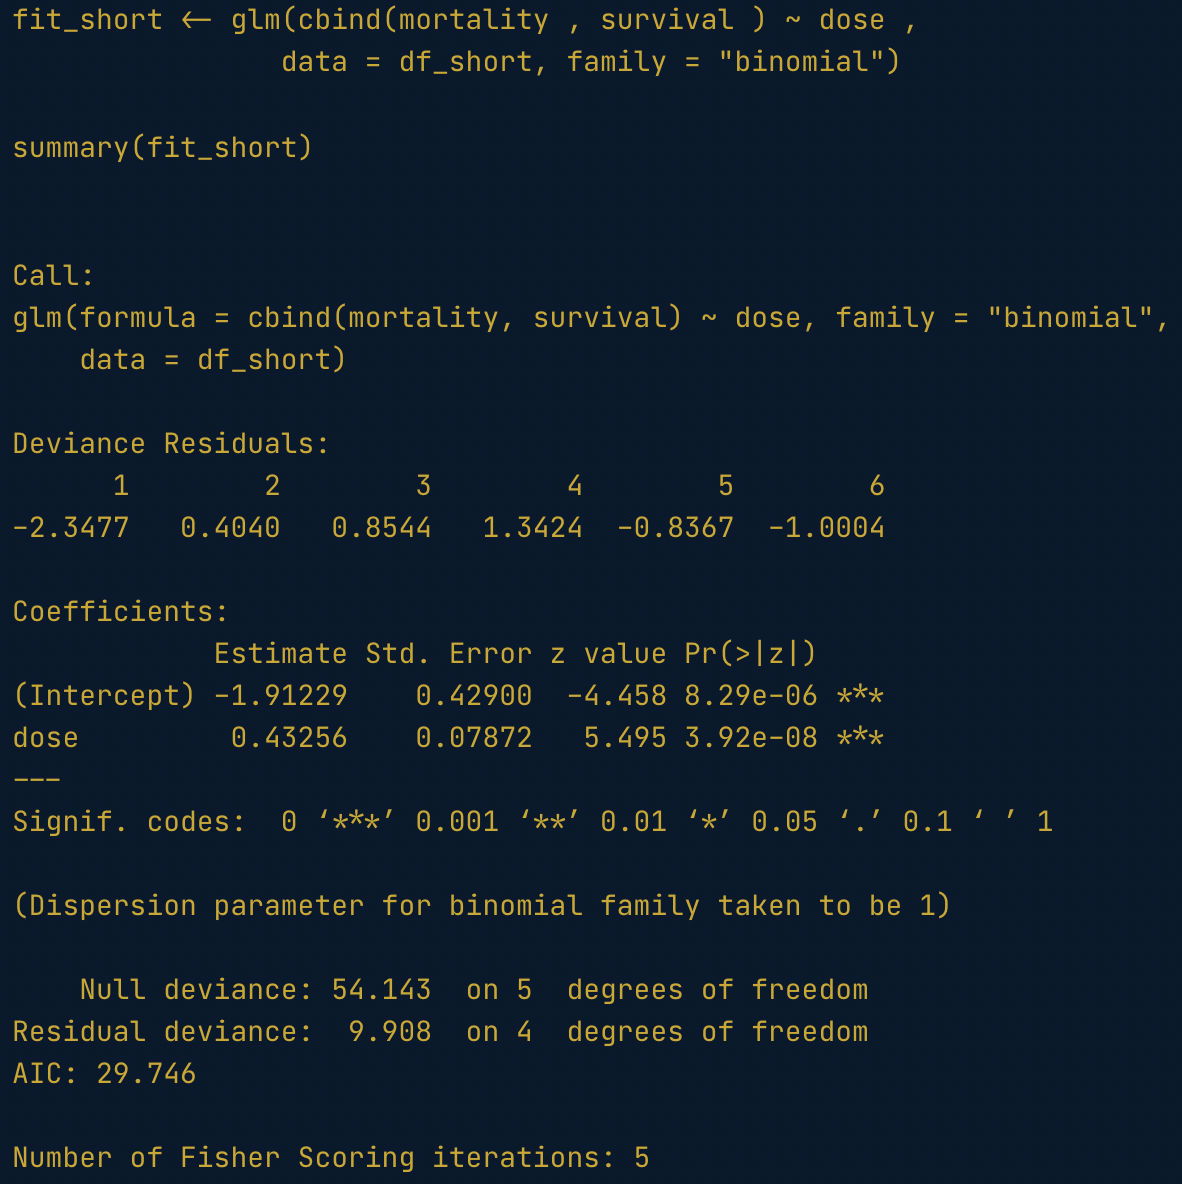 fit_short <- glm(cbind(mortality , survival ) ~ dose ,
                data = df_short, family = "binomial")
summary(fit_short)
Call:
glm(formula = cbind(mortality, survival) ~ dose, family = "binomial",
    data = df_short)
Deviance Residuals:
      1        2        3        4        5        6
-2.3477   0.4040   0.8544   1.3424  -0.8367  -1.0004
Coefficients:
            Estimate Std. Error z value Pr(>|z|)
(Intercept) -1.91229    0.42900  -4.458 8.29e-06 ***
dose         0.43256    0.07872   5.495 3.92e-08 ***
---
Signif. codes:  0 ‘***’ 0.001 ‘**’ 0.01 ‘*’ 0.05 ‘.’ 0.1 ‘ ’ 1
(Dispersion parameter for binomial family taken to be 1)
    Null deviance: 54.143  on 5  degrees of freedom
Residual deviance:  9.908  on 4  degrees of freedom
AIC: 29.746
Number of Fisher Scoring iterations: 5